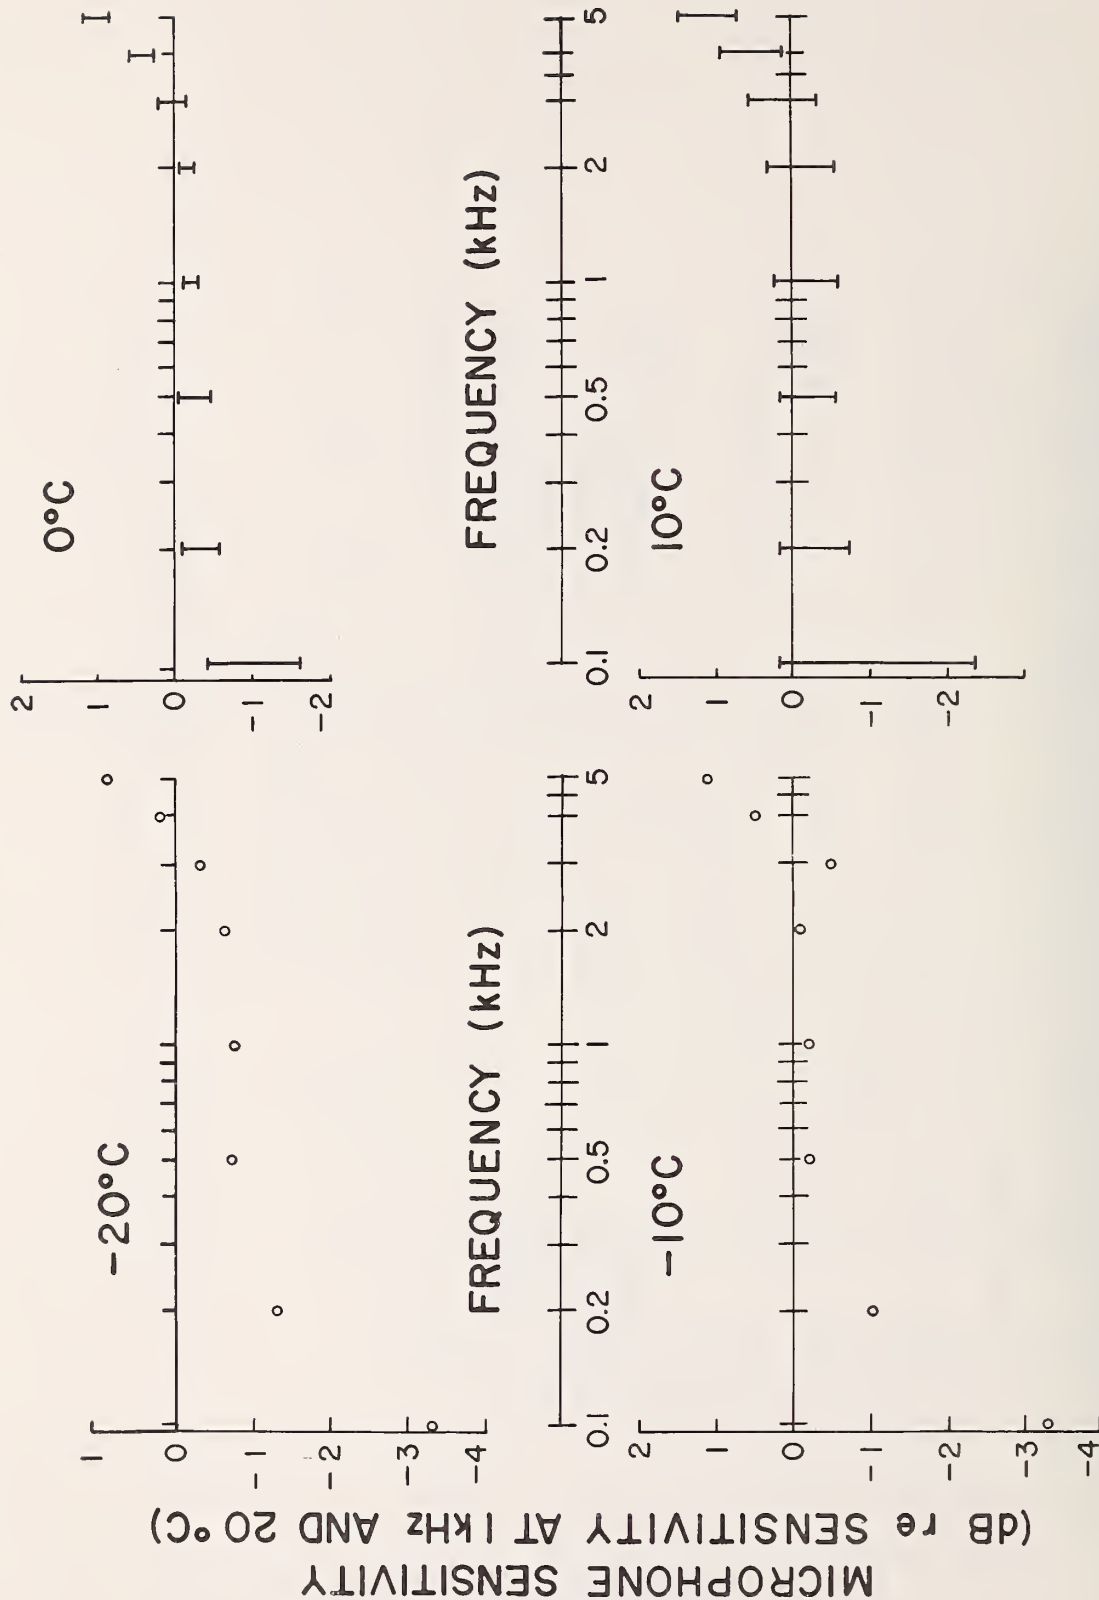 MICROPHONE SENSITIVITY
(dB re SENSITIVITY AT 1 kHz AND 20°C)
-20°C
1
0
-1
-2
-3
-4
0°C
2
1
0
-1
-2
FREQUENCY (kHz)
0.1 0.2 0.5 1 2 5
FREQUENCY (kHz)
0.1 0.2 0.5 1 2 5
-10°C
2
1
0
-1
-2
-3
-4
10°C
2
1
0
-1
-2